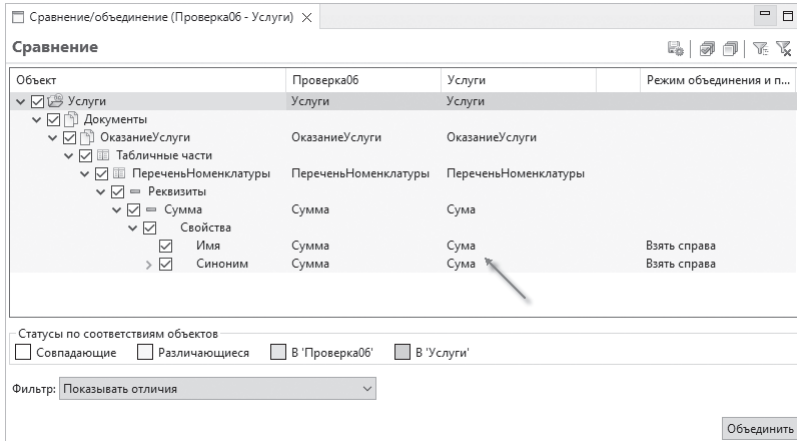 Сравнение/объединение (Проверка06 - Услуги)
Сравнение
Объект Проверка06 Услуги Режим объединения и п...
Услуги Услуги Услуги
Документы
ОказаниеУслуги ОказаниеУслуги ОказаниеУслуги
Табличные части
ПереченьНоменклатуры ПереченьНоменклатуры ПереченьНоменклатуры
Реквизиты
Сумма Сумма Сума
Свойства
Имя Сумма Сума Взять справа
Синоним Сумма Сума Взять справа
Статусы по соответствиям объектов
Совпадающие Различающиеся В 'Проверка06' В 'Услуги'
Фильтр: Показывать отличия
Объединить